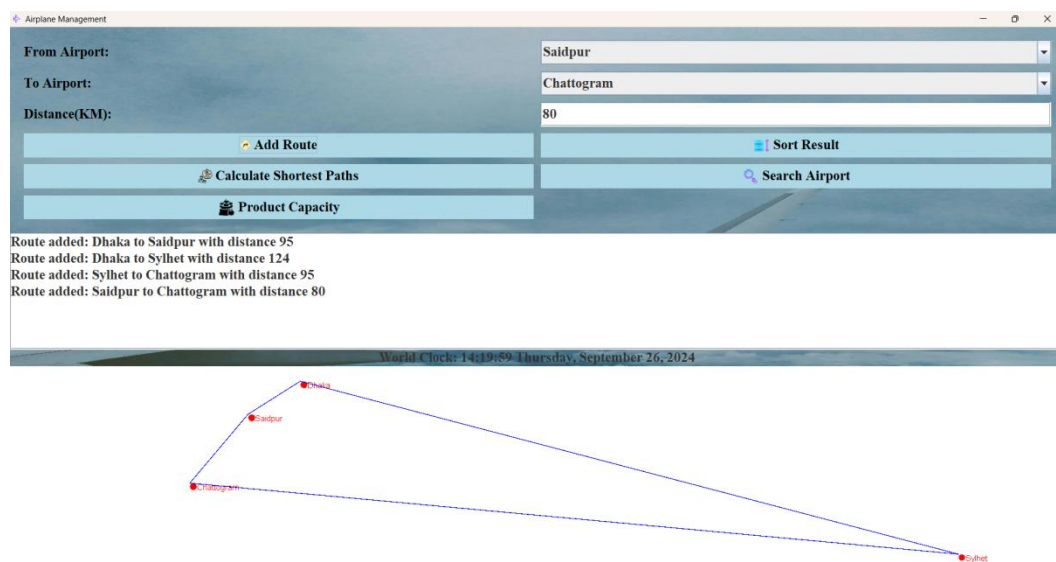 Airplane Management
From Airport: Saidpur
To Airport: Chattogram
Distance(KM): 80
Add Route Sort Result
Calculate Shortest Paths Search Airport
Product Capacity
Route added: Dhaka to Saidpur with distance 95
Route added: Dhaka to Sylhet with distance 124
Route added: Sylhet to Chattogram with distance 95
Route added: Saidpur to Chattogram with distance 80
World Clock: 14:19:59 Thursday, September 26, 2024
Dhaka
Saidpur
Chattogram
Sylhet